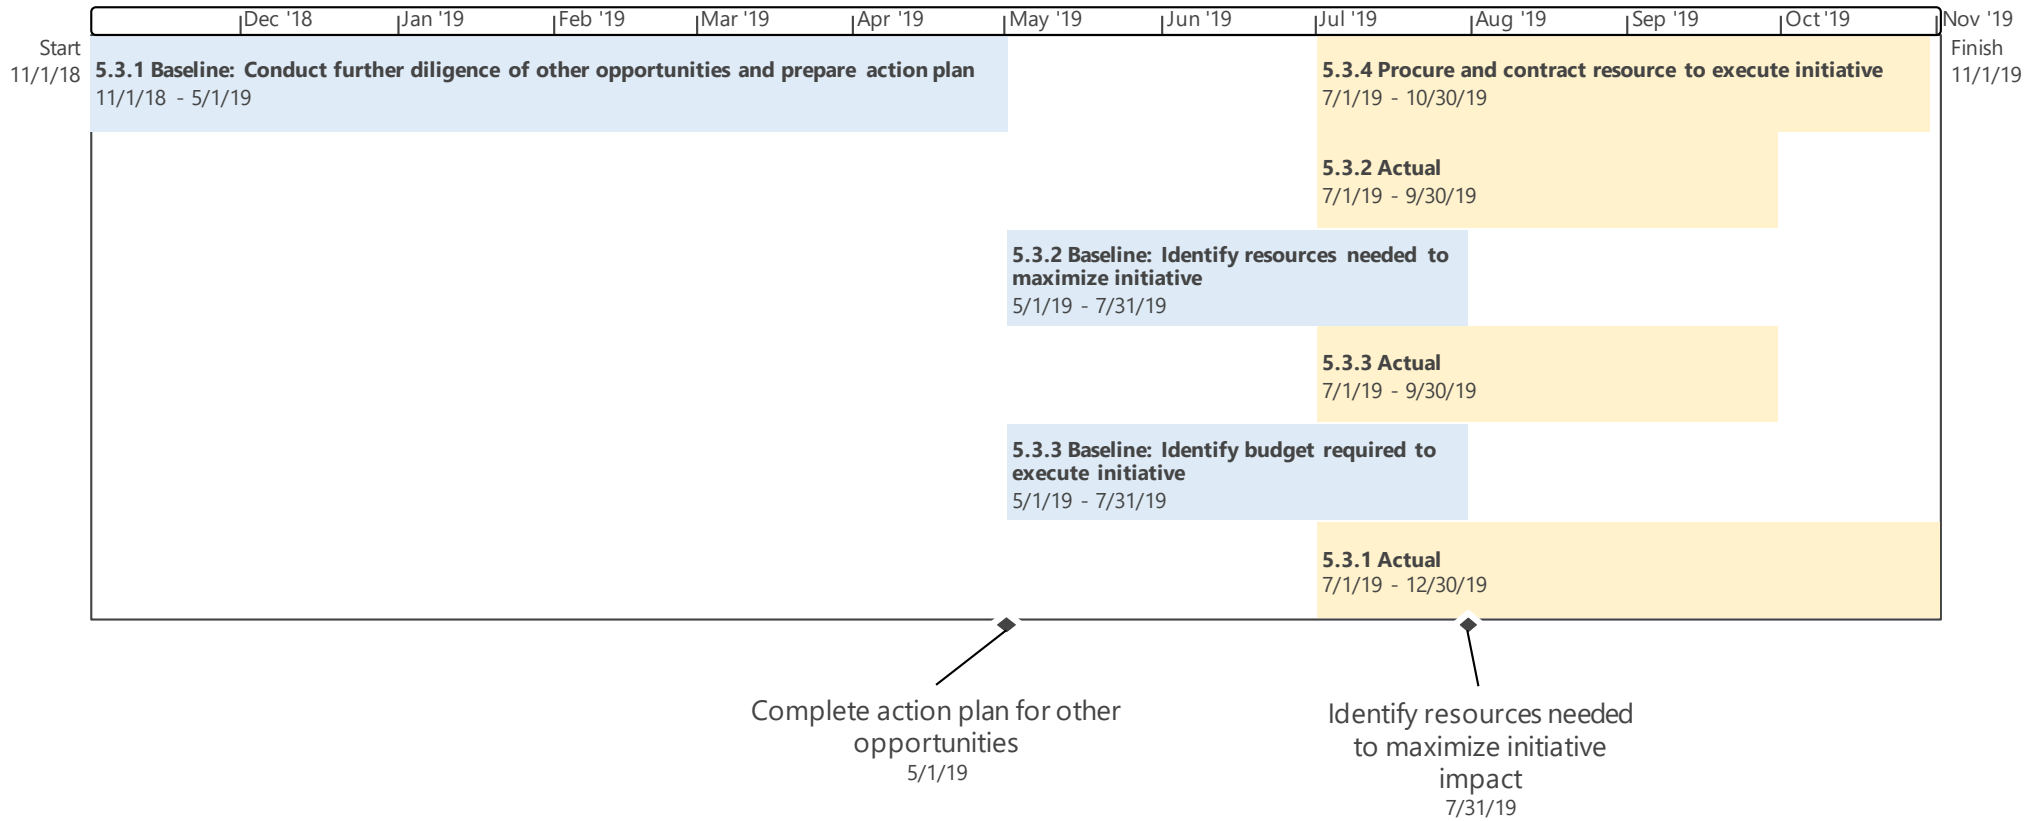 Dec '18
Jan '19
Feb '19
Mar '19
Apr '19
May '19
Jun '19
Jul '19
Aug '19
Sep '19
Oct '19
Nov '19
Start
11/1/18
Finish
11/1/19
5.3.1 Baseline: Conduct further diligence of other opportunities and prepare action plan
11/1/18 - 5/1/19
5.3.4 Procure and contract resource to execute initiative
7/1/19 - 10/30/19
5.3.2 Actual
7/1/19 - 9/30/19
5.3.2 Baseline: Identify resources needed to
maximize initiative
5/1/19 - 7/31/19
5.3.3 Actual
7/1/19 - 9/30/19
5.3.3 Baseline: Identify budget required to
execute initiative
5/1/19 - 7/31/19
5.3.1 Actual
7/1/19 - 12/30/19
Complete action plan for other
opportunities
5/1/19
Identify resources needed
to maximize initiative
impact
7/31/19